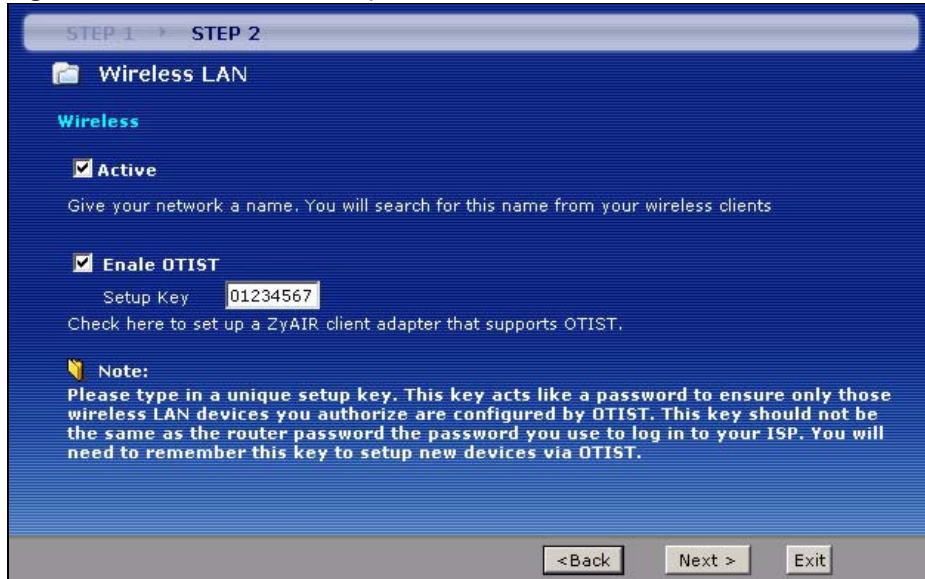 STEP 1 STEP 2
Wireless LAN
Wireless
Active
Give your network a name. You will search for this name from your wireless clients
Enale OTIST
Setup Key 01234567
Check here to set up a ZyAIR client adapter that supports OTIST.
Note:
Please type in a unique setup key. This key acts like a password to ensure only those
wireless LAN devices you authorize are configured by OTIST. This key should not be
the same as the router password the password you use to log in to your ISP. You will
need to remember this key to setup new devices via OTIST.
<Back Next > Exit